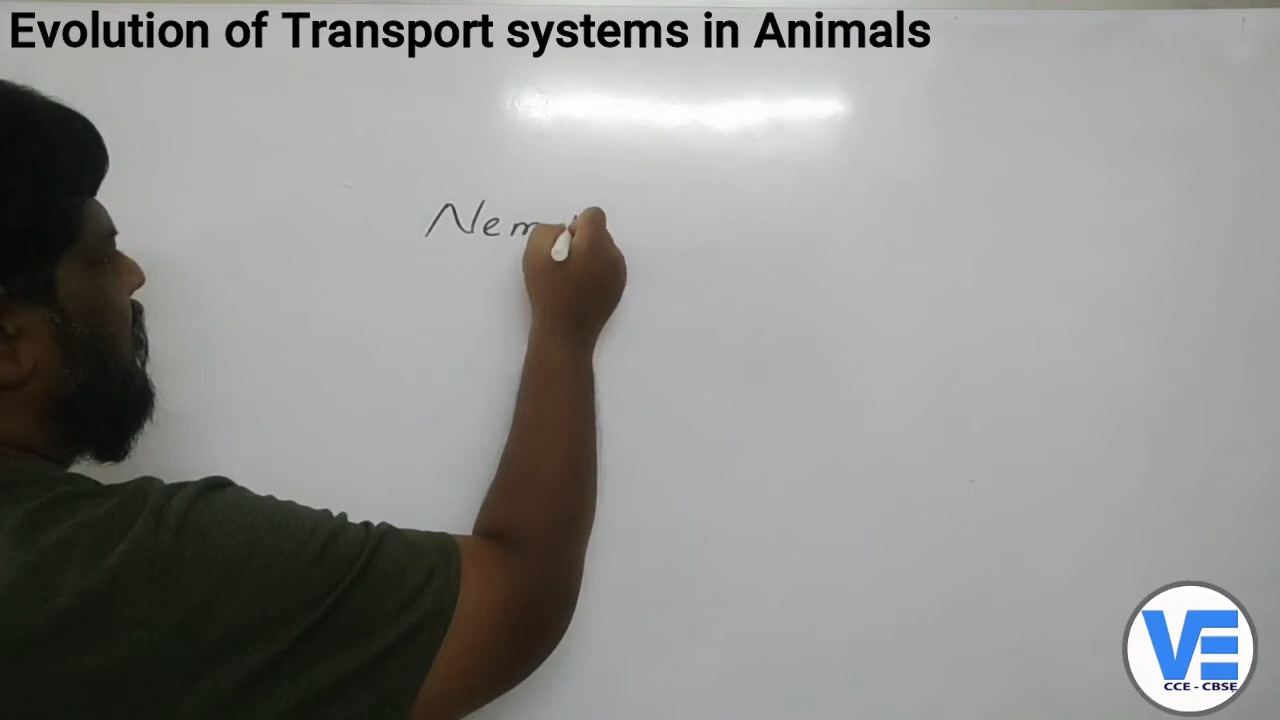 Evolution of Transport systems in Animals
Nem
VE
CCE - CBSE